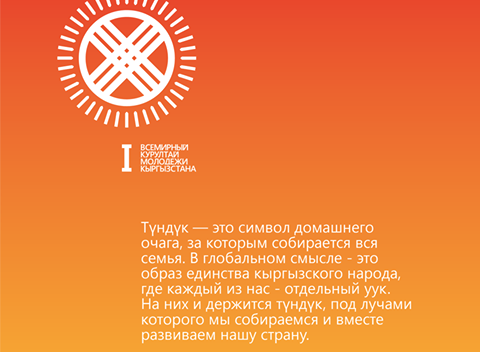 I
ВСЕМИРНЫЙ
КУРУЛТАЙ
МОЛОДЕЖИ
КЫРГЫЗСТАНА
Түндүк — это символ домашнего
очага, за которым собирается вся
семья. В глобальном смысле - это
образ единства кыргызского народа,
где каждый из нас - отдельный уук.
На них и держится түндүк, под лучами
которого мы собираемся и вместе
развиваем нашу страну.